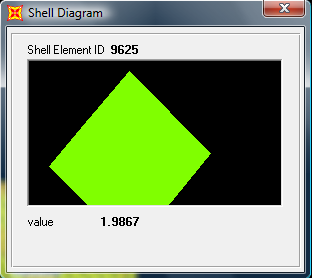 Shell Diagram
Shell Element ID 9625
value 1.9867